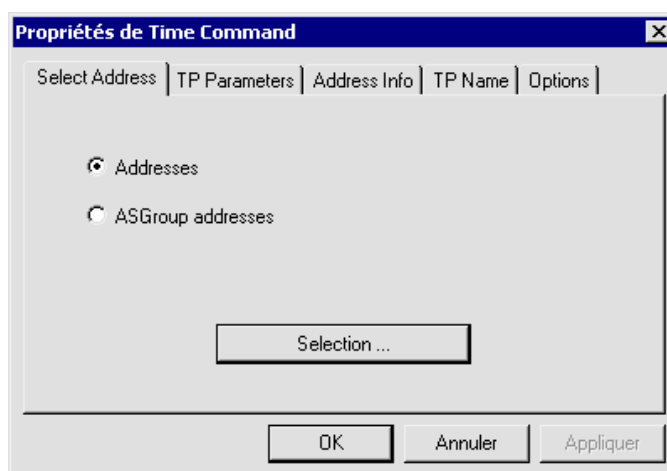 Propriétés de Time Command
Select Address TP Parameters Address Info TP Name Options
Addresses
ASGroup addresses
Selection ...
OK Annuler Appliquer